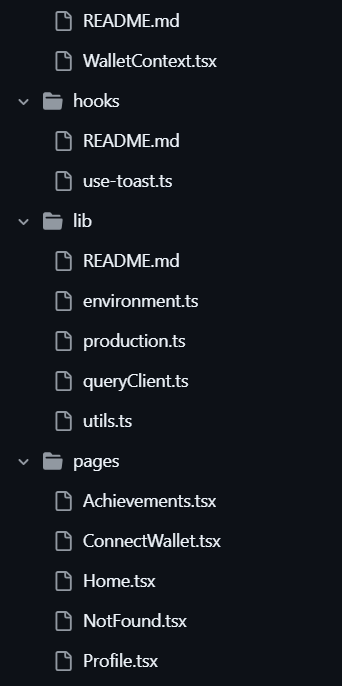 README.md
WalletContext.tsx
hooks
README.md
use-toast.ts
lib
README.md
environment.ts
production.ts
queryClient.ts
utils.ts
pages
Achievements.tsx
ConnectWallet.tsx
Home.tsx
NotFound.tsx
Profile.tsx